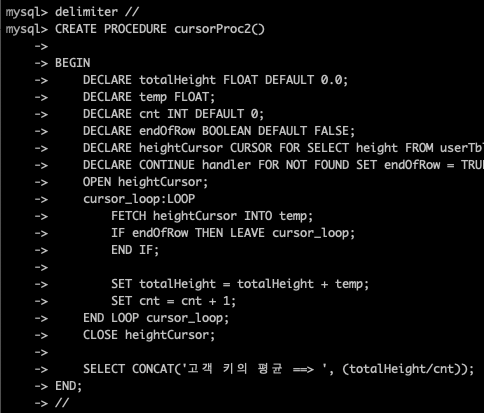 mysql> delimiter //
mysql> CREATE PROCEDURE cursorProc2()
->
-> BEGIN
-> DECLARE totalHeight FLOAT DEFAULT 0.0;
-> DECLARE temp FLOAT;
-> DECLARE cnt INT DEFAULT 0;
-> DECLARE endOfRow BOOLEAN DEFAULT FALSE;
-> DECLARE heightCursor CURSOR FOR SELECT height FROM userTb
-> DECLARE CONTINUE handler FOR NOT FOUND SET endOfRow = TRU
-> OPEN heightCursor;
-> cursor_loop:LOOP
-> FETCH heightCursor INTO temp;
-> IF endOfRow THEN LEAVE cursor_loop;
-> END IF;
->
-> SET totalHeight = totalHeight + temp;
-> SET cnt = cnt + 1;
-> END LOOP cursor_loop;
-> CLOSE heightCursor;
->
-> SELECT CONCAT('고객 키의 평균 ==> ', (totalHeight/cnt));
-> END;
-> //